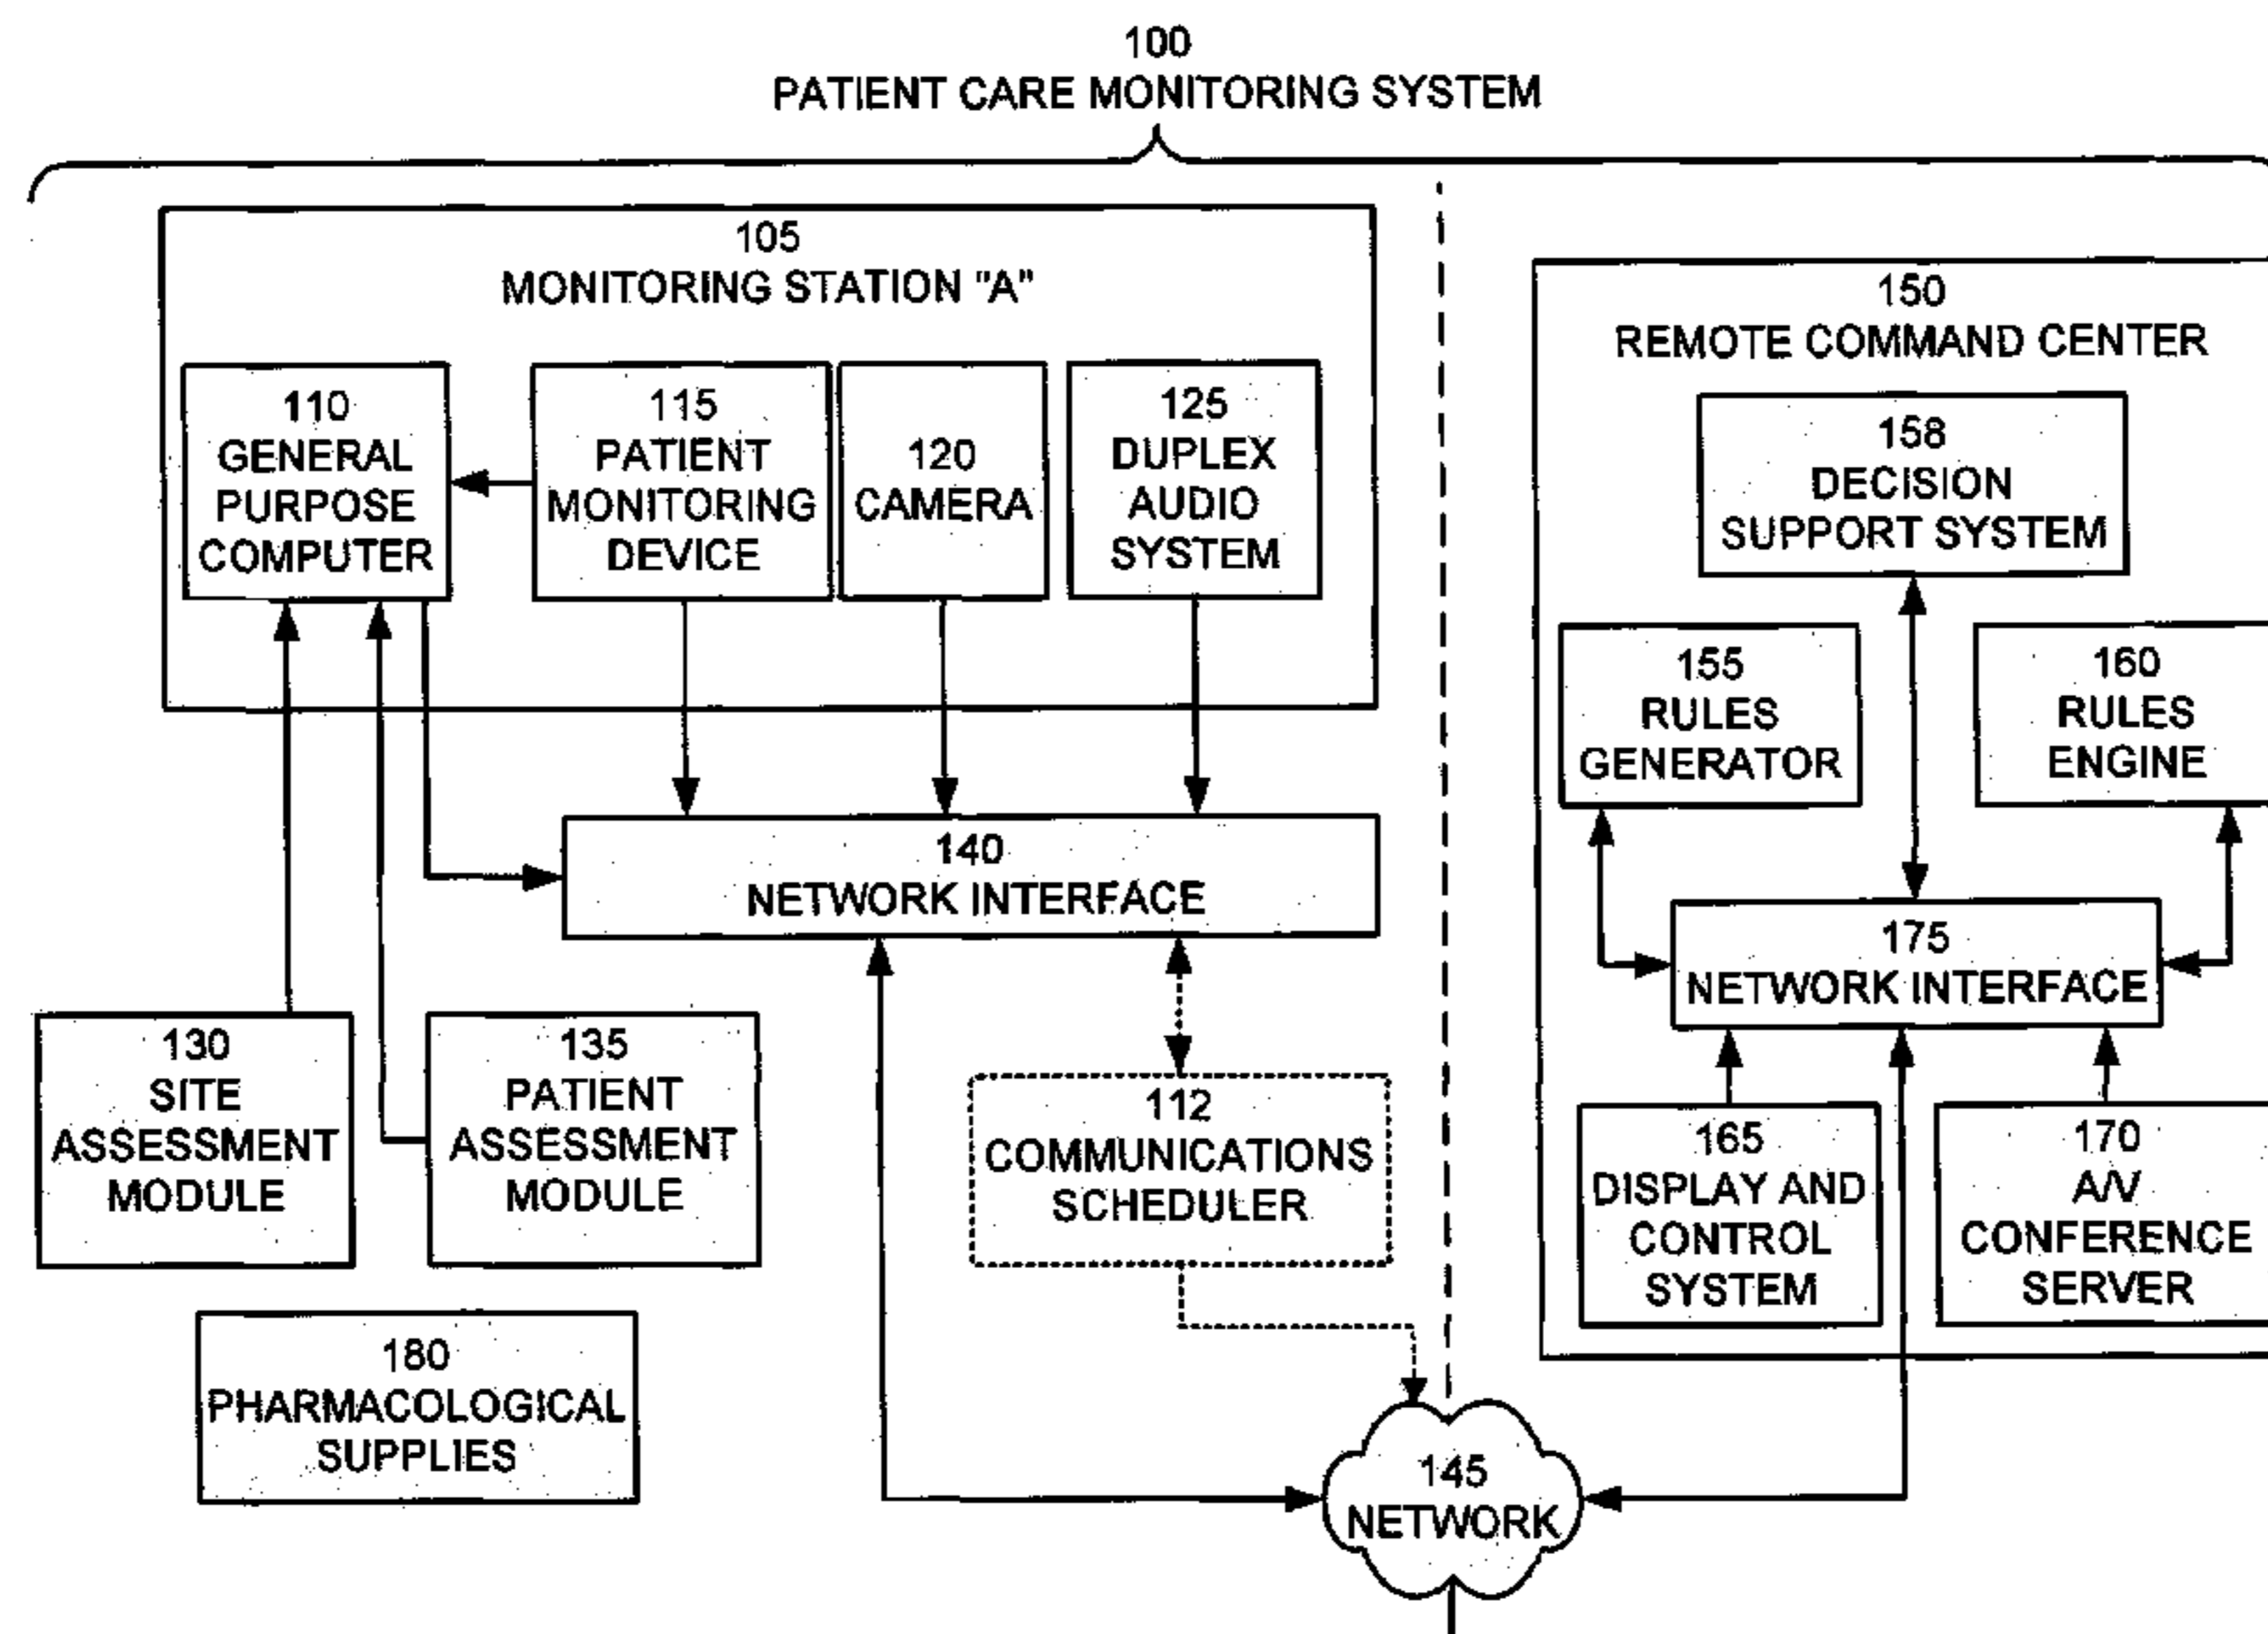 100
PATIENT CARE MONITORING SYSTEM
105
MONITORING STATION "A"
110
GENERAL
PURPOSE
COMPUTER
115
PATIENT
MONITORING
DEVICE
120
CAMERA
125
DUPLEX
AUDIO
SYSTEM
140
NETWORK INTERFACE
130
SITE
ASSESSMENT
MODULE
135
PATIENT
ASSESSMENT
MODULE
112
COMMUNICATIONS
SCHEDULER
180
PHARMACOLOGICAL
SUPPLIES
145
NETWORK
150
REMOTE COMMAND CENTER
158
DECISION
SUPPORT SYSTEM
155
RULES
GENERATOR
160
RULES
ENGINE
175
NETWORK INTERFACE
165
DISPLAY AND
CONTROL
SYSTEM
170
A/V
CONFERENCE
SERVER